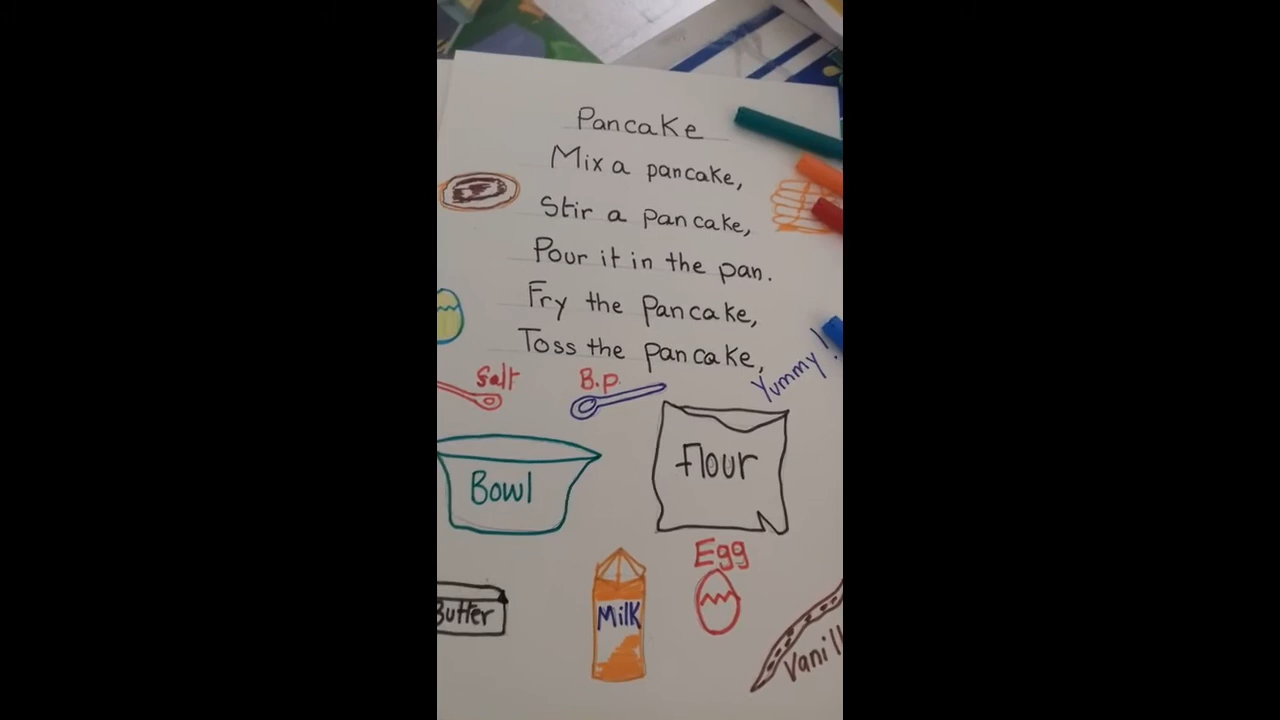 Pancake
Mix a pancake,
Stir a pancake,
Pour it in the pan.
Fry the pancake,
Toss the pancake,
Yummy!
Salt
B.p.
Flour
Bowl
Egg
Butter
Milk
Vanill